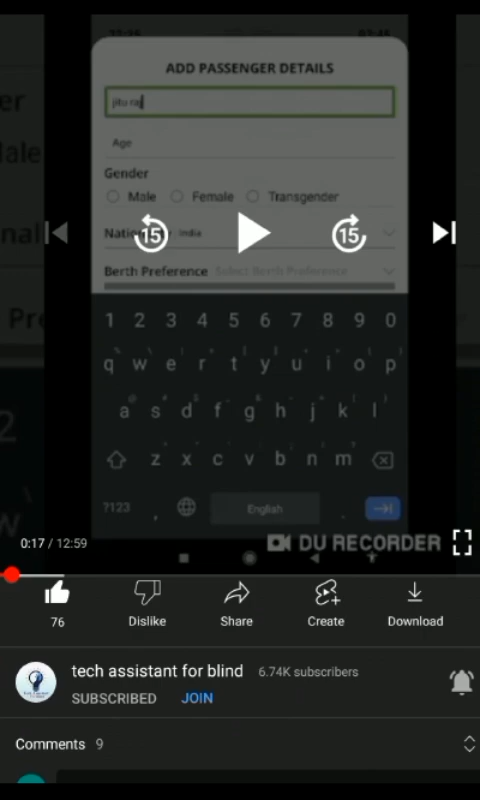 ADD PASSENGER DETAILS
jitu raj
Age
Gender
Male Female Transgender
India
Berth Preference Select Berth Preference
15 15
1 2 3 4 5 6 7 8 9 0
q w e r t y u i o p
a s d f g h j k l
z x c v b n m
?123 , English .
0:17 / 12:59
DU RECORDER
76 Dislike Share Create Download
tech assistant for blind 6.74K subscribers
SUBSCRIBED JOIN
Comments 9